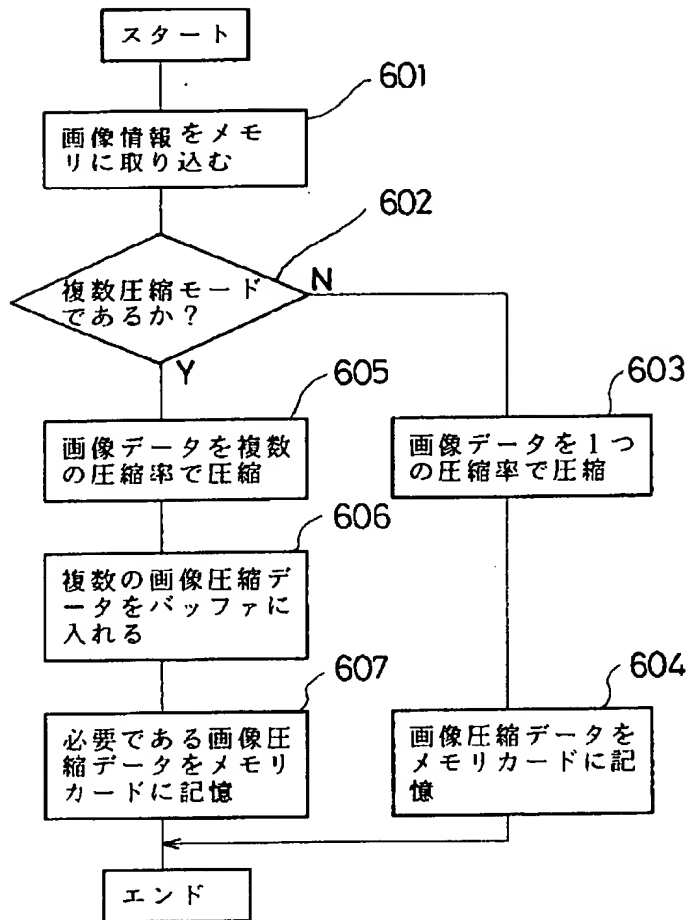 スタート
601
画像情報をメモ
リに取り込む
602
複数圧縮モード
であるか？
N
Y
605
画像データを複数
の圧縮率で圧縮
603
画像データを1つ
の圧縮率で圧縮
606
複数の画像圧縮デ
ータをバッファに
入れる
607
必要である画像圧
縮データをメモリ
カードに記憶
604
画像圧縮データを
メモリカードに記
憶
エンド